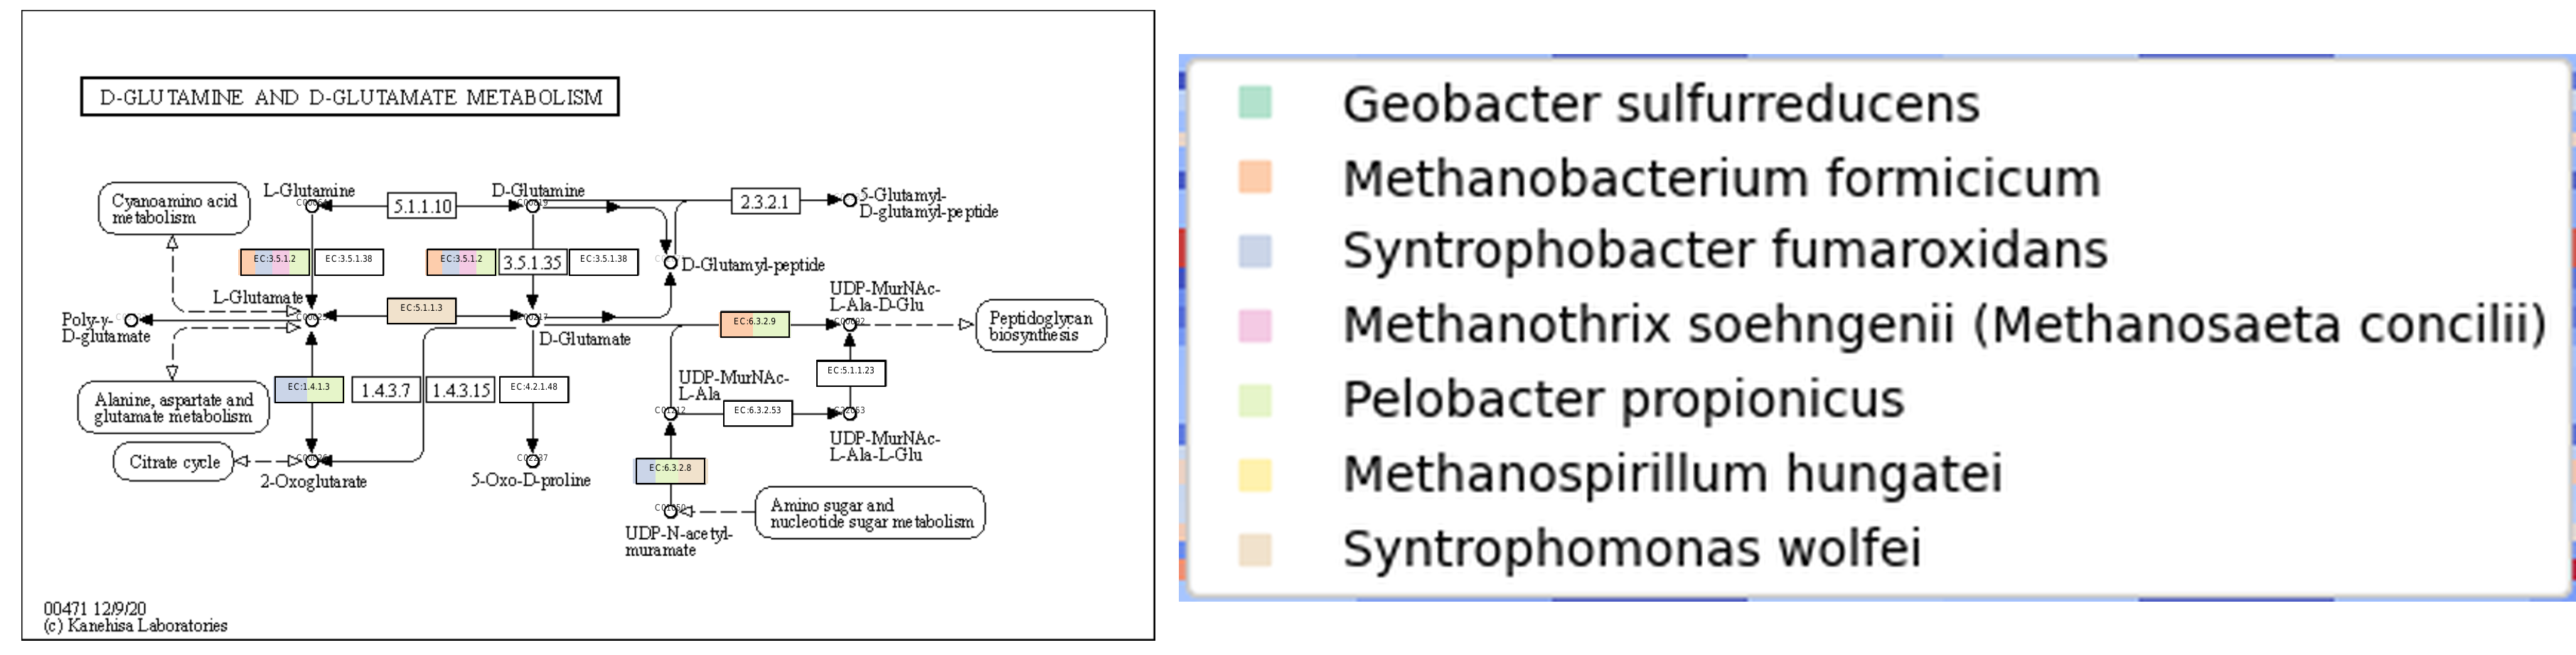 D-GLUTAMINE AND D-GLUTAMATE METABOLISM
Cyanoamino acid
metabolism
L-Glutamine
5.1.1.10
D-Glutamine
2.3.2.1
5-Glutamyl-
D-glutamyl-peptide
EC:3.5.1.2
EC:3.5.1.38
EC:3.5.1.2
3.5.1.35
EC:3.5.1.38
D-Glutamyl-peptide
L-Glutamate
EC:5.1.1.3
UDP-MurNAc-
L-Ala-D-Glu
Poly-γ-
D-glutamate
D-Glutamate
EC:6.3.2.9
Peptidoglycan
biosynthesis
Alanine, aspartate and
glutamate metabolism
EC:1.4.1.3
1.4.3.7
1.4.3.15
EC:4.2.1.48
UDP-MurNAc-
L-Ala
EC:5.1.1.23
EC:6.3.2.53
UDP-MurNAc-
L-Ala-L-Glu
Citrate cycle
2-Oxoglutarate
5-Oxo-D-proline
EC:6.3.2.8
Amino sugar and
nucleotide sugar metabolism
UDP-N-acetyl-
muramate
00471 12/9/20
(c) Kanehisa Laboratories
Geobacter sulfurreducens
Methanobacterium formicicum
Syntrophobacter fumaroxidans
Methanothrix soehngenii (Methanosaeta concilii)
Pelobacter propionicus
Methanospirillum hungatei
Syntrophomonas wolfei